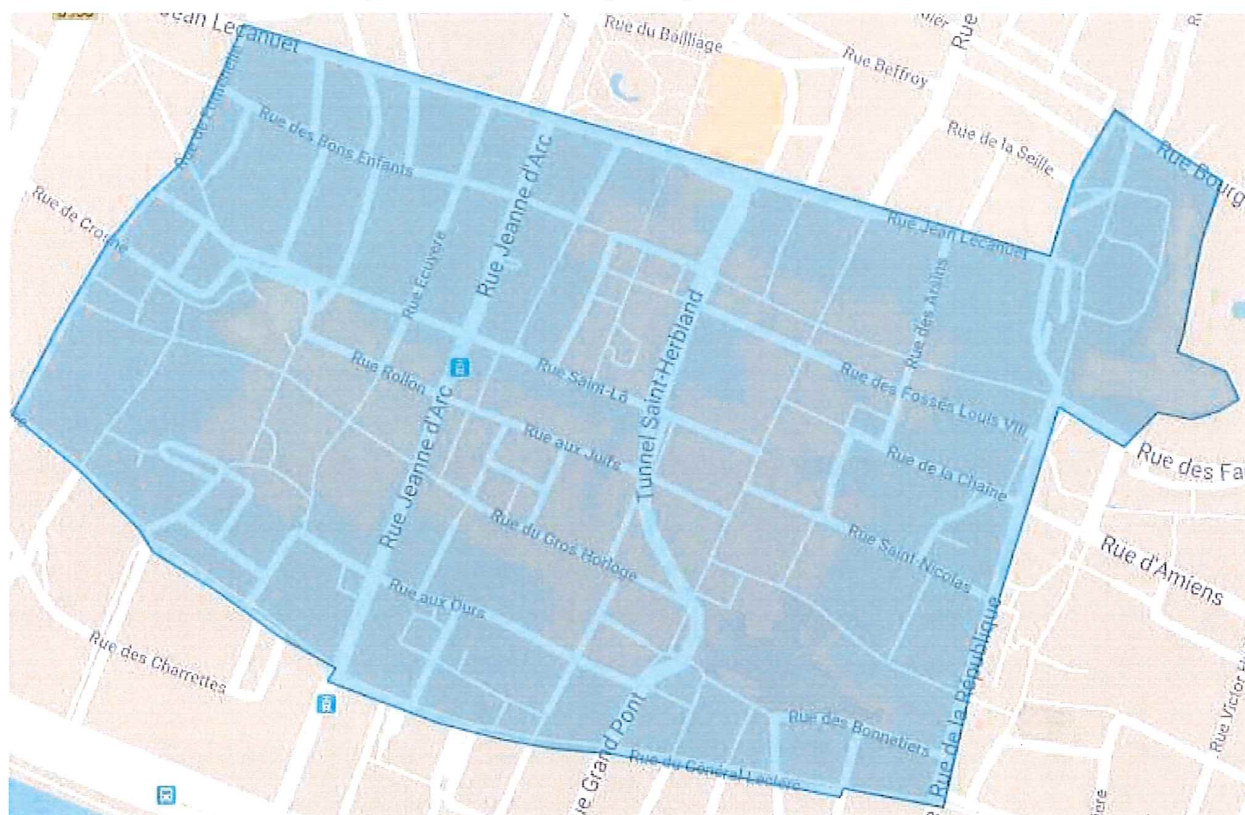 Jean Lecanuet
Rue du Bailliage
Rue Beffroy
Rue
Rue de la Seille
Rue Bourg
Rue des Bons Enfants
Rue Jeanne d'Arc
Rue de Crosne
Rue Ecuyère
Rue Jean Lecanuet
Rue des Arsins
Tunnel Saint-Herbland
Rue Rollon
Rue Saint-Lô
Rue des Fossés Louis VIII
Rue aux Juifs
Rue de la Chaîne
Rue des Fa
Rue Jeanne d'Arc
Rue du Gros Horloge
Rue Saint-Nicolas
Rue d'Amiens
Rue aux Ours
Rue des Charrettes
Rue de la République
Rue Victor H
Rue des Bonnetiers
Rue Grand Pont
Rue du Général Leclerc